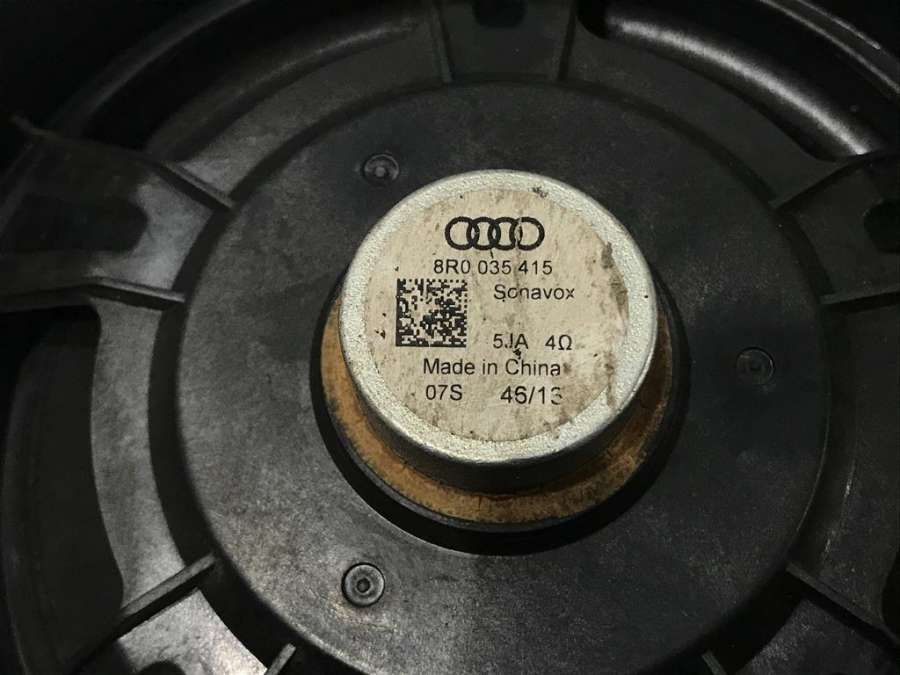 8R0 035 415
Sonavox
5JA 4Ω
Made in China
07S 46/13